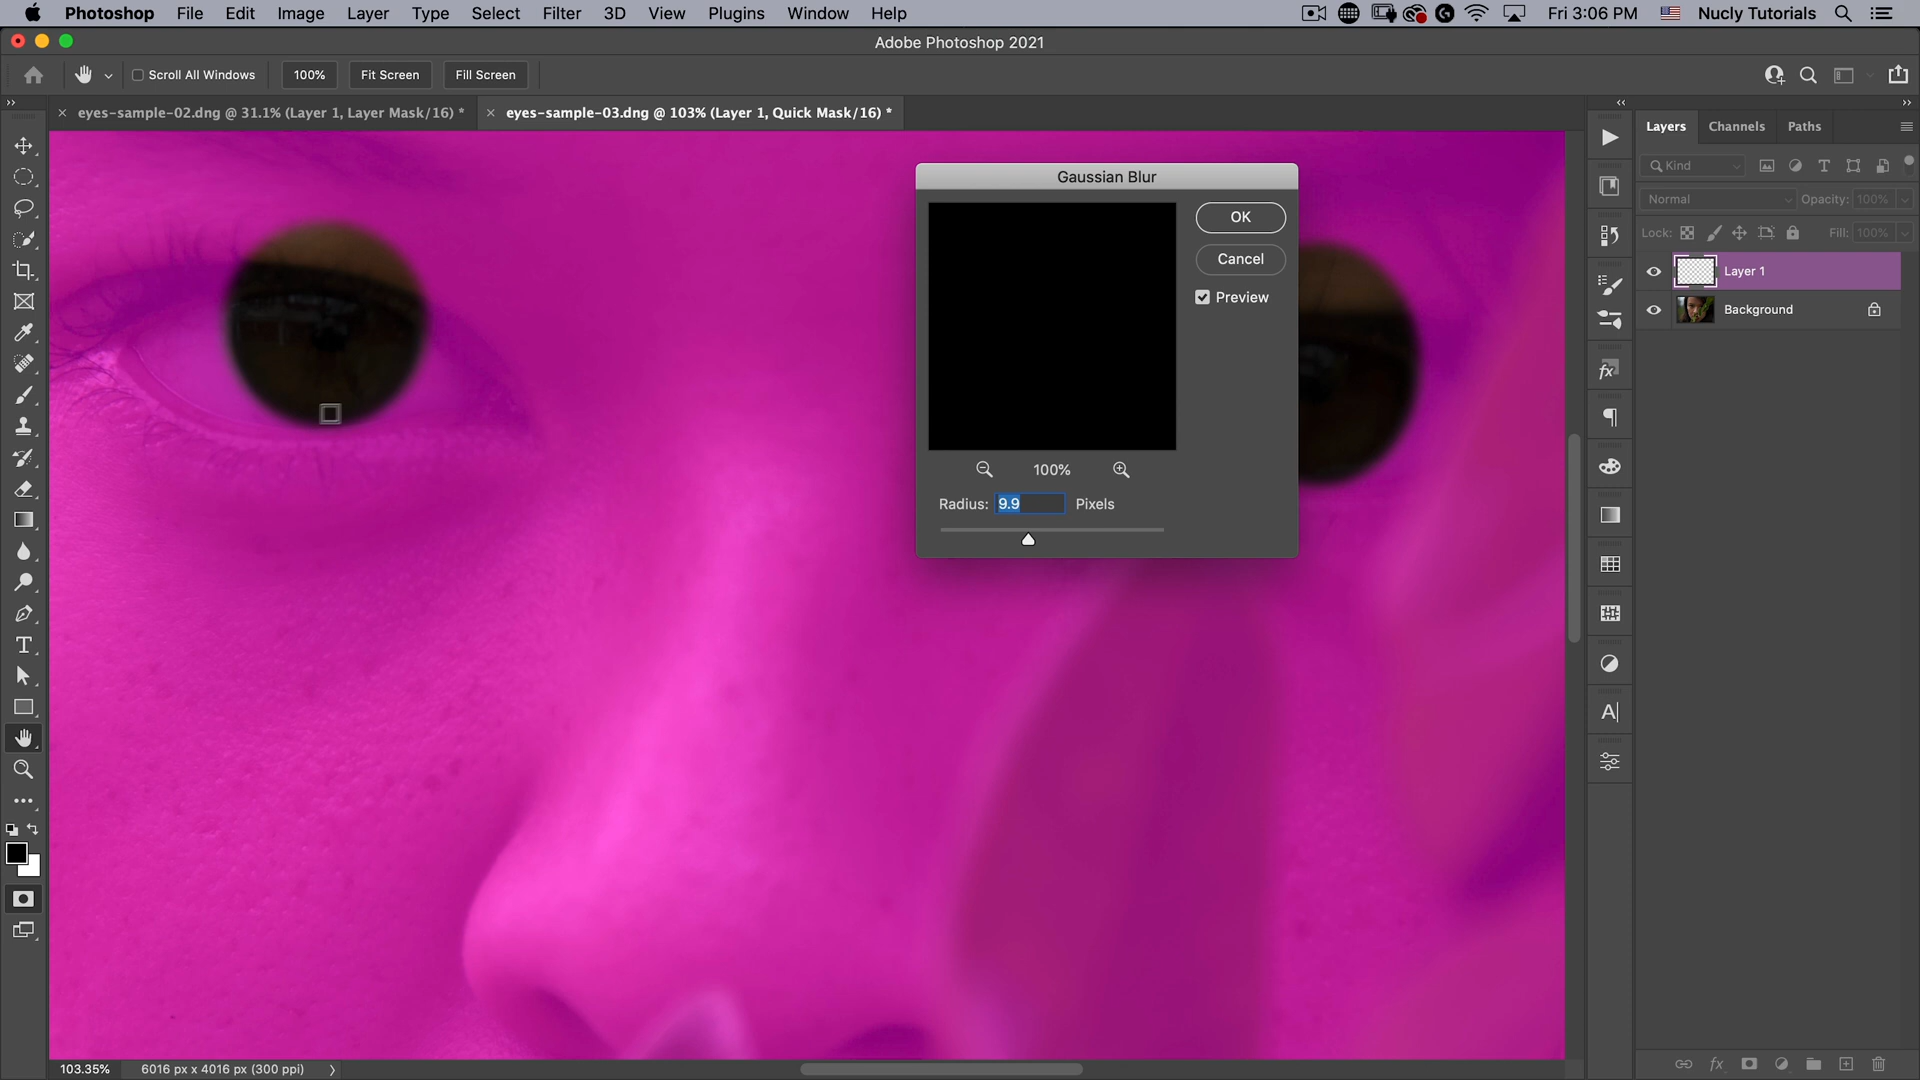 Photoshop File Edit Image Layer Type Select Filter 3D View Plugins Window Help Fri 3:06 PM Nucly Tutorials
Adobe Photoshop 2021
Scroll All Windows 100% Fit Screen Fill Screen
eyes-sample-02.dng @ 31.1% (Layer 1, Layer Mask/16) * eyes-sample-03.dng @ 103% (Layer 1, Quick Mask/16) *
Layers Channels Paths
Kind
Normal Opacity: 100%
Lock: Fill: 100%
Layer 1
Background
Gaussian Blur
OK
Cancel
Preview
100%
Radius: 9.9 Pixels
103.35% 6016 px x 4016 px (300 ppi)